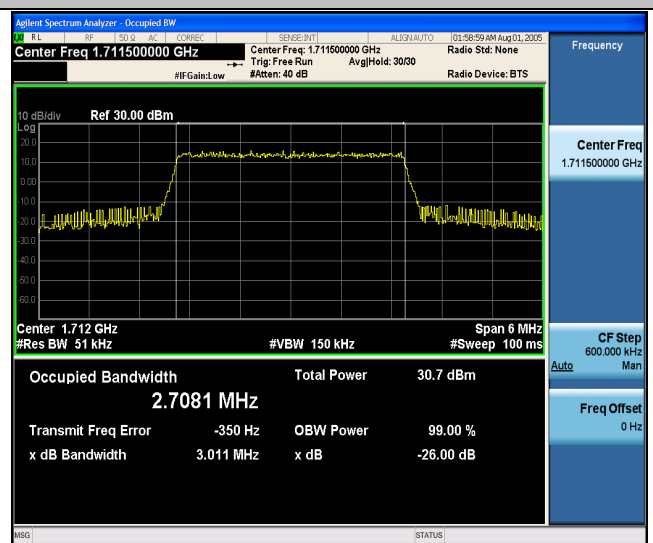 Agilent Spectrum Analyzer - Occupied BW
LXI RL RF 50 Ω AC CORREC SENSE:INT ALIGNAUTO 01:58:59 AM Aug 01, 2005
Center Freq 1.711500000 GHz
Center Freq: 1.711500000 GHz
Radio Std: None
Trig: Free Run Avg|Hold: 30/30
#IFGain:Low #Atten: 40 dB Radio Device: BTS
10 dB/div Ref 30.00 dBm
Log
20.0
10.0
0.00
-10.0
-20.0
-30.0
-40.0
-50.0
-60.0
Center 1.712 GHz Span 6 MHz
#Res BW 51 kHz #VBW 150 kHz #Sweep 100 ms
Occupied Bandwidth Total Power 30.7 dBm
2.7081 MHz
Transmit Freq Error -350 Hz OBW Power 99.00 %
x dB Bandwidth 3.011 MHz x dB -26.00 dB
Frequency
Center Freq
1.711500000 GHz
CF Step
600.000 kHz
Auto Man
Freq Offset
0 Hz
MSG STATUS